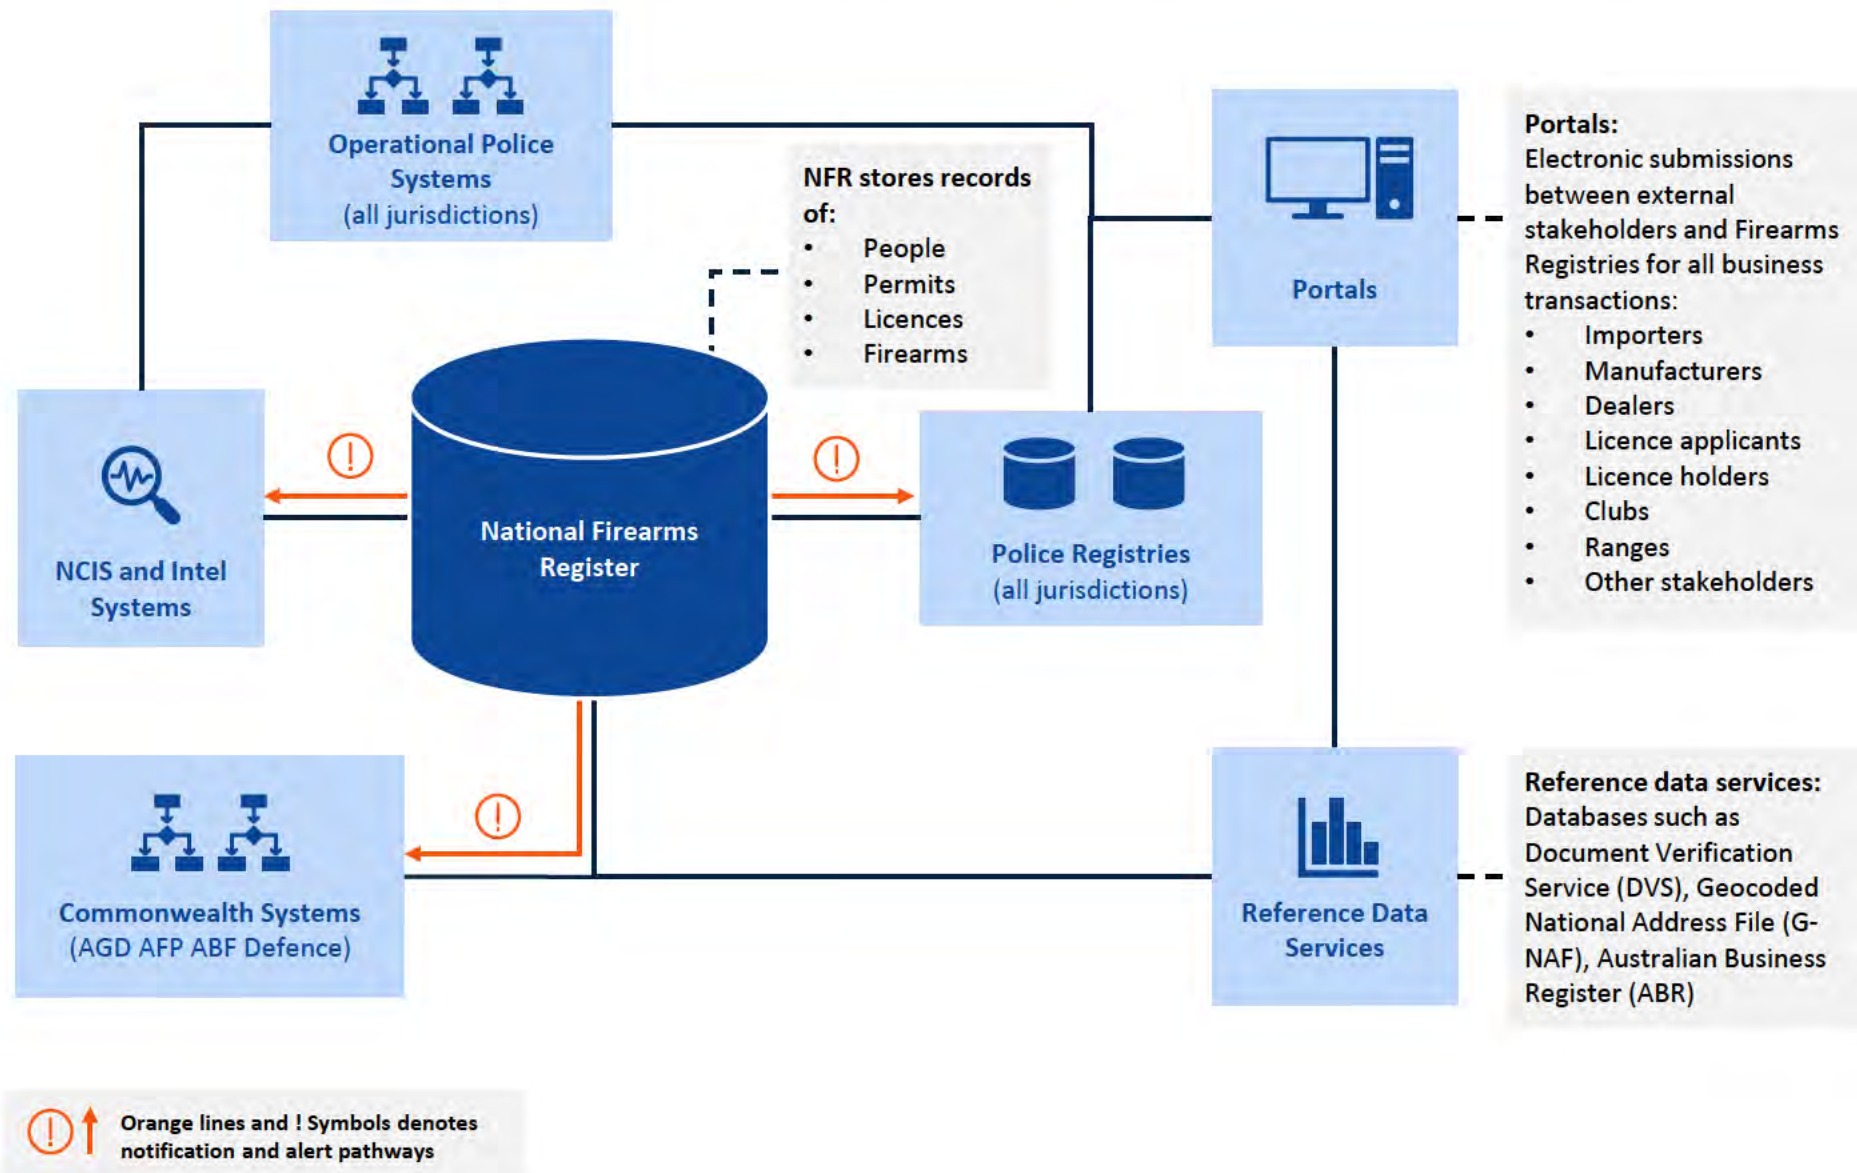 Operational Police
Systems
(all jurisdictions)
NFR stores records
of:
• People
• Permits
• Licences
• Firearms
Portals
Portals:
Electronic submissions
between external
stakeholders and Firearms
Registries for all business
transactions:
• Importers
• Manufacturers
• Dealers
• Licence applicants
• Licence holders
• Clubs
• Ranges
• Other stakeholders
!
!
NCIS and Intel
Systems
National Firearms
Register
Police Registries
(all jurisdictions)
!
Commonwealth Systems
(AGD AFP ABF Defence)
Reference Data
Services
Reference data services:
Databases such as
Document Verification
Service (DVS), Geocoded
National Address File (G-
NAF), Australian Business
Register (ABR)
!
Orange lines and ! Symbols denotes
notification and alert pathways